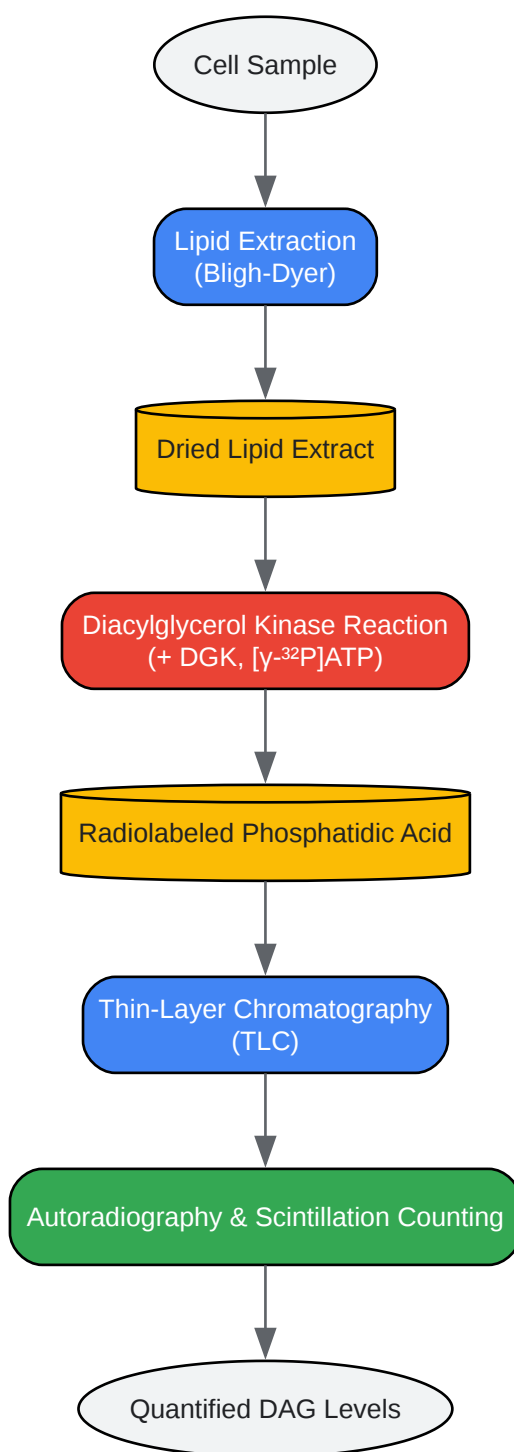 Cell Sample
Lipid Extraction
(Bligh-Dyer)
Dried Lipid Extract
Diacylglycerol Kinase Reaction
(+ DGK, [γ-³²P]ATP)
Radiolabeled Phosphatidic Acid
Thin-Layer Chromatography
(TLC)
Autoradiography & Scintillation Counting
Quantified DAG Levels